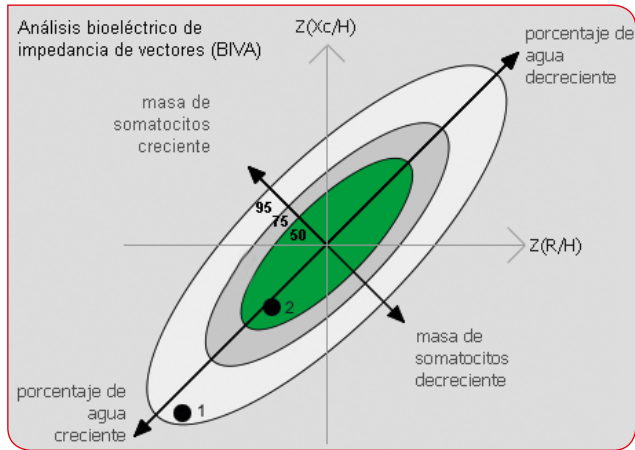 Análisis bioeléctrico de
impedancia de vectores (BIVA)
Z(Xc/H)
porcentaje de
agua
decreciente
masa de
somatocitos
creciente
95
75
50
Z(R/H)
2
masa de
somatocitos
decreciente
porcentaje de
agua
creciente
1